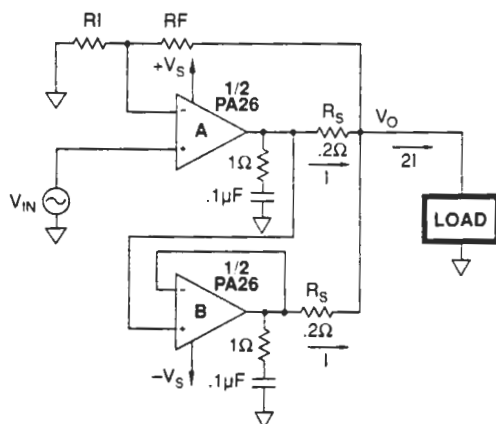 RI
RF
+VS
1/2
PA26
-
A
+
RS
.2Ω
VO
2I
1Ω
I
.1µF
VIN
LOAD
1/2
PA26
-
B
+
RS
.2Ω
1Ω
I
-VS
.1µF